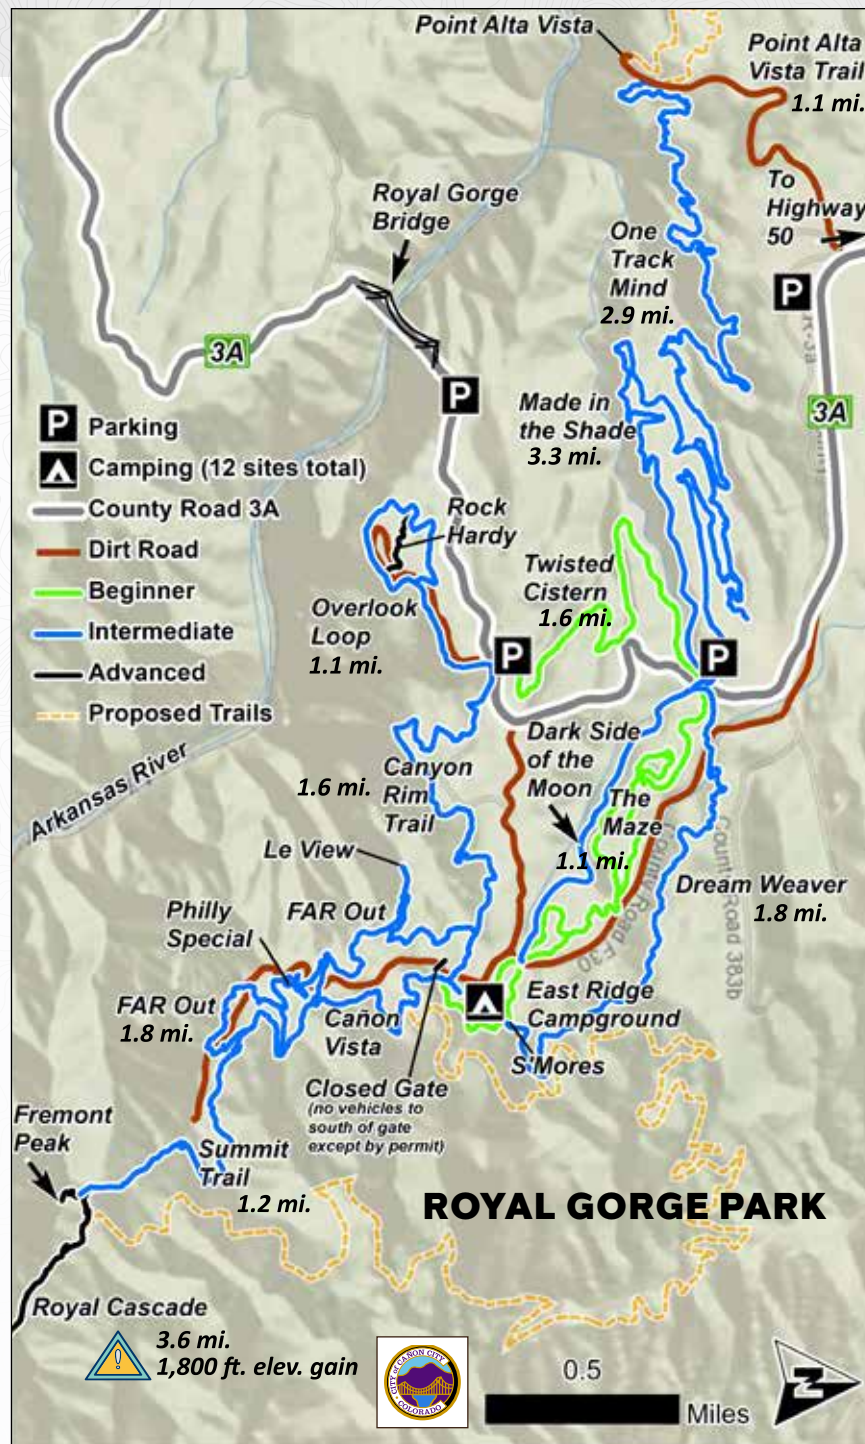 Point Alta Vista
Point Alta
Vista Trail
1.1 mi.
To
Highway
50
Royal Gorge
Bridge
One
Track
Mind
2.9 mi.
P
3A
P
3A
Made in
the Shade
3.3 mi.
P Parking
Camping (12 sites total)
County Road 3A
Dirt Road
Beginner
Intermediate
Advanced
Proposed Trails
Rock
Hardy
Twisted
Cistern
1.6 mi.
Overlook
Loop
1.1 mi.
P
P
Dark Side
of the
Moon
Canyon
Rim
Trail
1.6 mi.
Arkansas River
The
Maze
1.1 mi.
Le View
Dream Weaver
1.8 mi.
County Road 383b
Philly
Special
FAR Out
FAR Out
1.8 mi.
Cañon
Vista
East Ridge
Campground
S'Mores
Closed Gate
(no vehicles to
south of gate
except by permit)
Fremont
Peak
Summit
Trail
1.2 mi.
ROYAL GORGE PARK
Royal Cascade
3.6 mi.
1,800 ft. elev. gain
CITY of CAÑON CITY
COLORADO
0.5
Miles
N